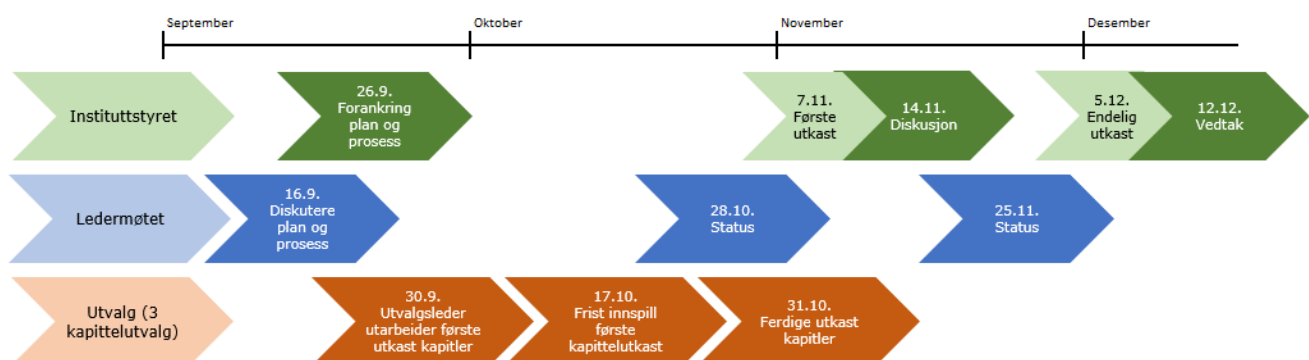 September
Oktober
November
Desember
Instituttstyret
26.9.
Forankring
plan og
prosess
7.11.
Første
utkast
14.11.
Diskusjon
5.12.
Endelig
utkast
12.12.
Vedtak
Ledermøtet
16.9.
Diskutere
plan og
prosess
28.10.
Status
25.11.
Status
Utvalg (3
kapittelutvalg)
30.9.
Utvalgsleder
utarbeider første
utkast kapitler
17.10.
Frist innspill
første
kapittelutkast
31.10.
Ferdige utkast
kapitler